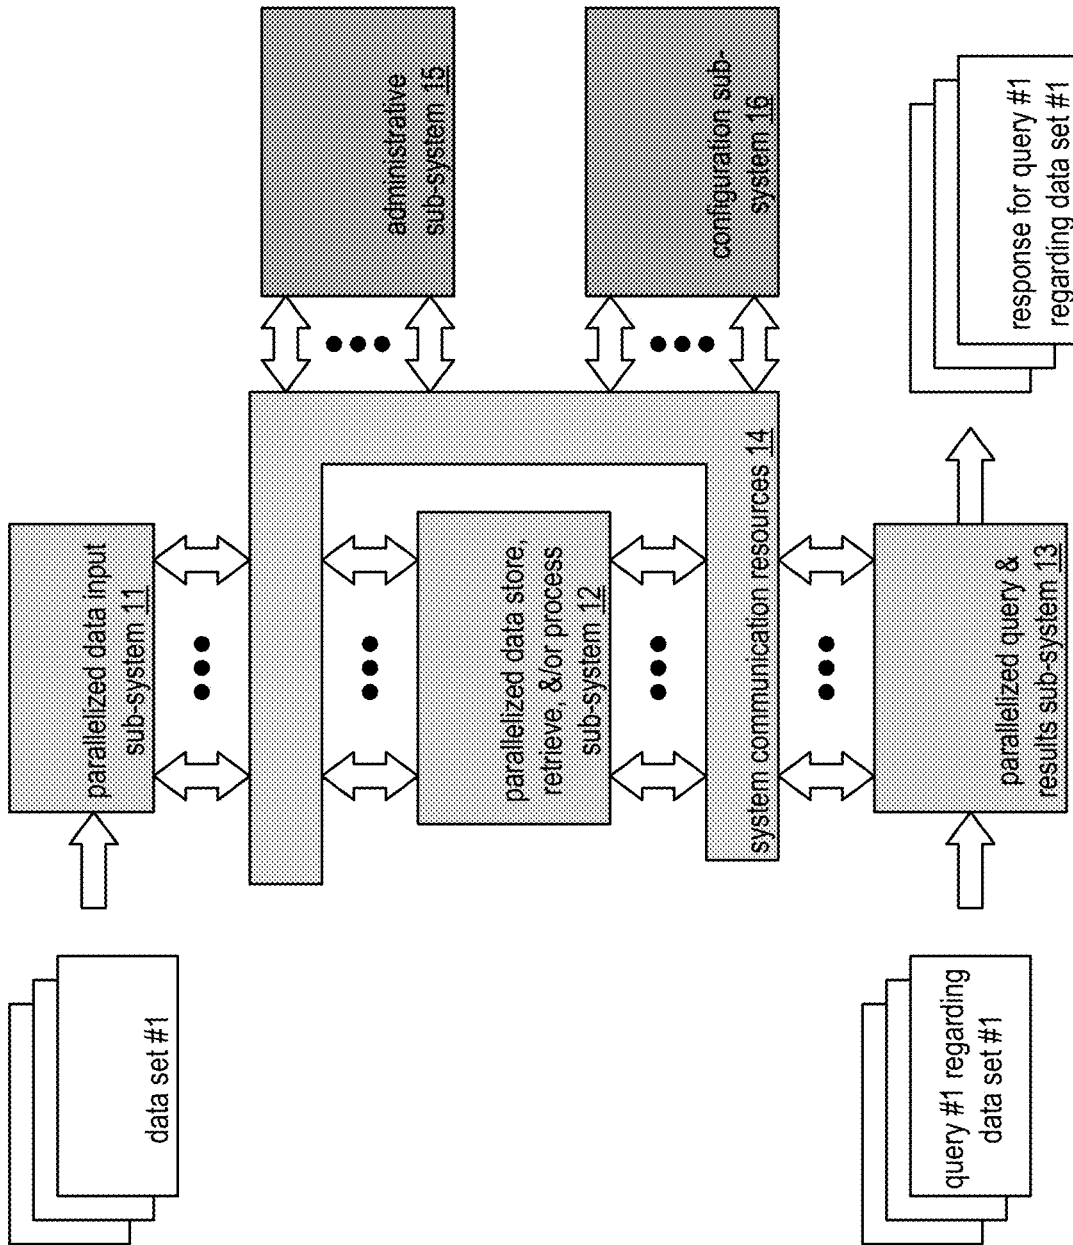 data set #1
parallelized data input
sub-system 11
administrative
sub-system 15
parallelized data store,
retrieve, &/or process
sub-system 12
system communication resources 14
configuration sub-
system 16
query #1 regarding
data set #1
parallelized query &
results sub-system 13
response for query #1
regarding data set #1